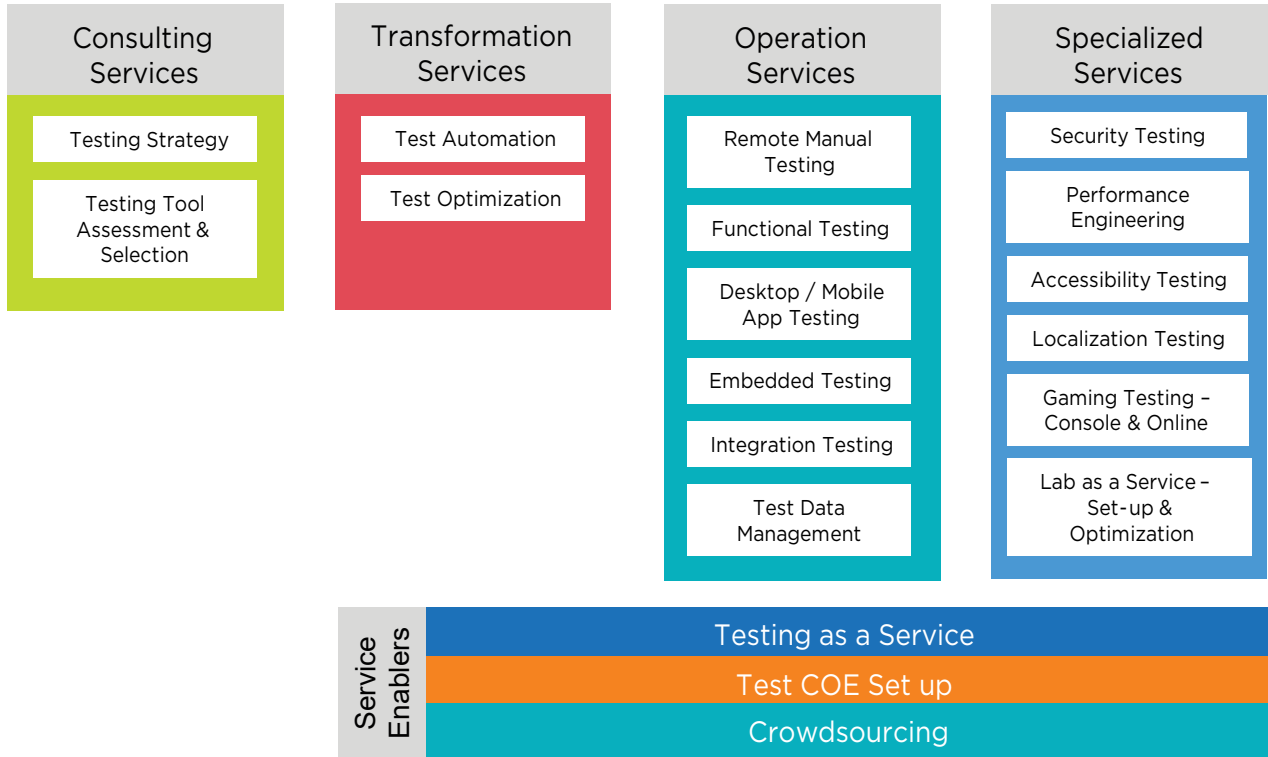 Consulting
Services
Testing Strategy
Testing Tool
Assessment &
Selection
Transformation
Services
Test Automation
Test Optimization
Operation
Services
Remote Manual
Testing
Functional Testing
Desktop / Mobile
App Testing
Embedded Testing
Integration Testing
Test Data
Management
Specialized
Services
Security Testing
Performance
Engineering
Accessibility Testing
Localization Testing
Gaming Testing –
Console & Online
Lab as a Service –
Set-up &
Optimization
Service
Enablers
Testing as a Service
Test COE Set up
Crowdsourcing